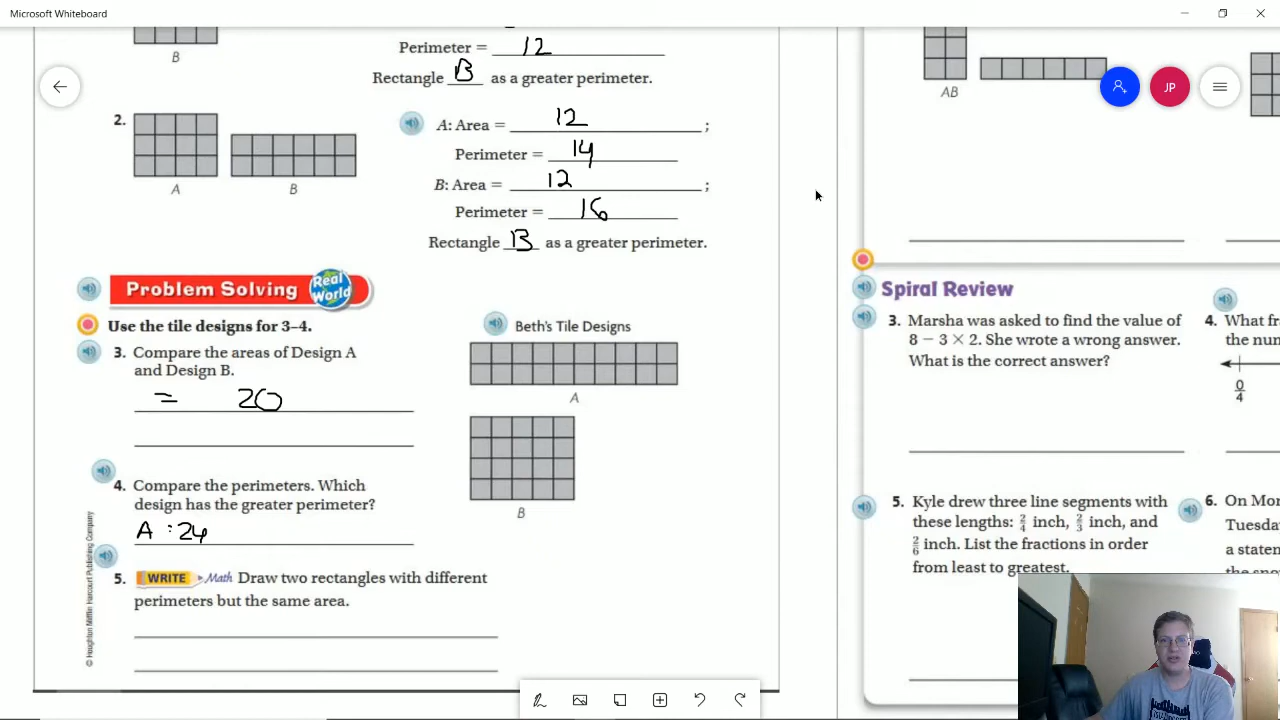 Microsoft Whiteboard
B
Perimeter = 12
Rectangle B as a greater perimeter.
2.
A
B
A: Area = 12 ;
Perimeter = 14
B: Area = 12 ;
Perimeter = 16
Rectangle B as a greater perimeter.
Problem Solving Real World
Use the tile designs for 3–4.
3. Compare the areas of Design A
and Design B.
= 20
Beth's Tile Designs
A
B
4. Compare the perimeters. Which
design has the greater perimeter?
A : 24
5. WRITE Math Draw two rectangles with different
perimeters but the same area.
© Houghton Mifflin Harcourt Publishing Company
AB
JP
Spiral Review
3. Marsha was asked to find the value of
8 − 3 × 2. She wrote a wrong answer.
What is the correct answer?
4. What fr
the num
0/4
5. Kyle drew three line segments with
these lengths: 2/4 inch, 2/3 inch, and
2/6 inch. List the fractions in order
from least to greatest.
6. On Mon
Tuesda
a statem